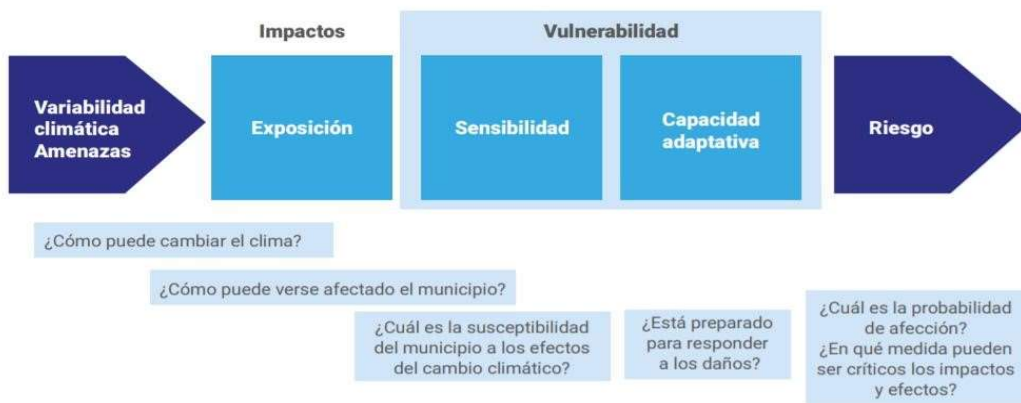 Impactos
Vulnerabilidad
Variabilidad
climática
Amenazas
Exposición
Sensibilidad
Capacidad
adaptativa
Riesgo
¿Cómo puede cambiar el clima?
¿Cómo puede verse afectado el municipio?
¿Cuál es la susceptibilidad
del municipio a los efectos
del cambio climático?
¿Está preparado
para responder
a los daños?
¿Cuál es la probabilidad
de afección?
¿En qué medida pueden
ser críticos los impactos
y efectos?